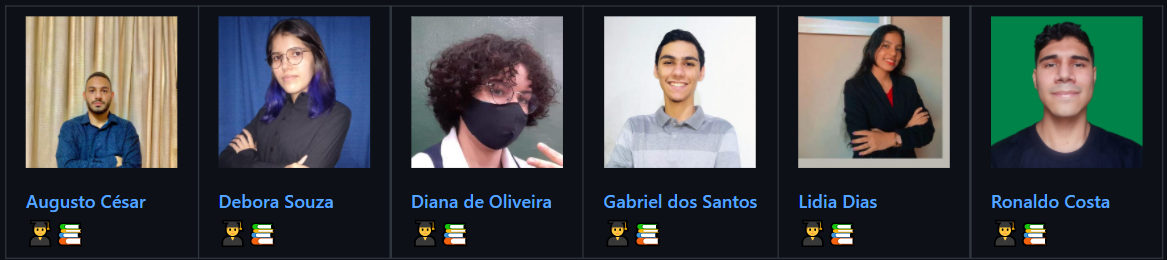 Augusto César
Debora Souza
Diana de Oliveira
Gabriel dos Santos
Lidia Dias
Ronaldo Costa